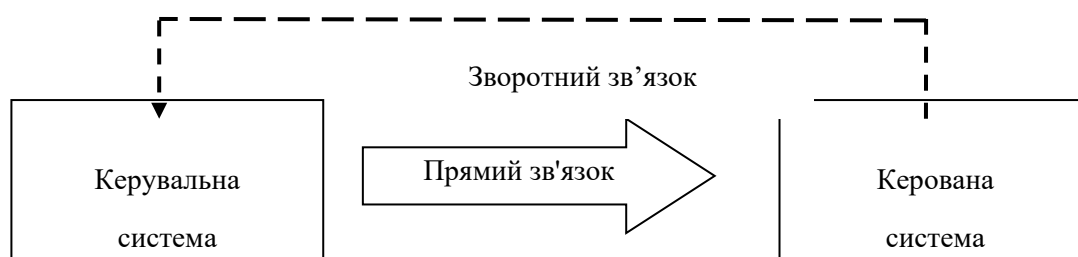 Зворотний зв’язок
Керувальна
система
Прямий зв'язок
Керована
система